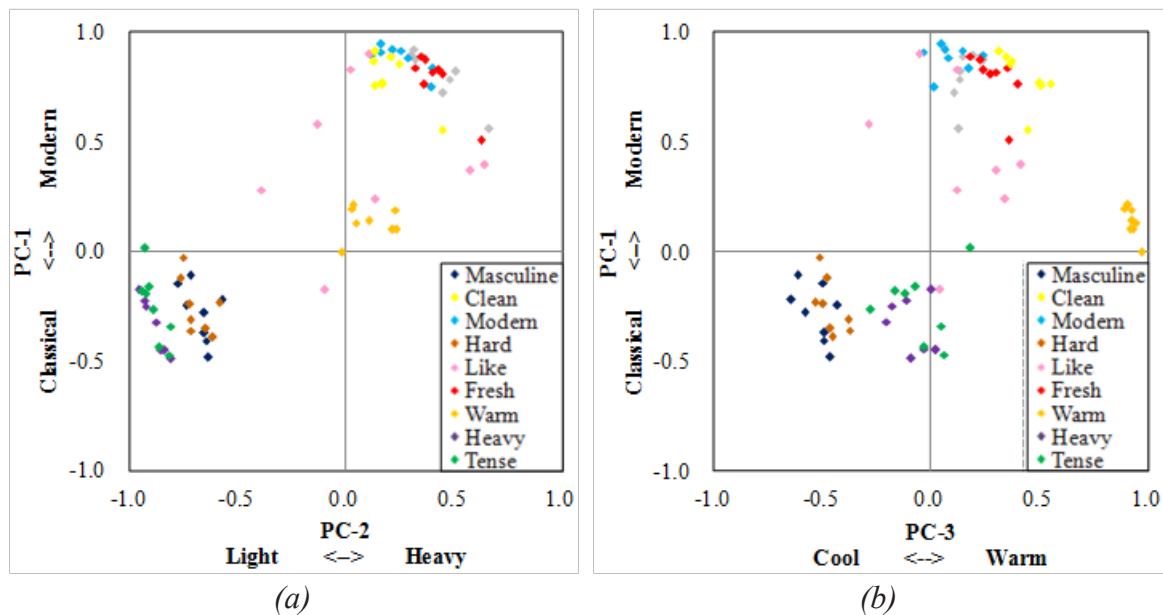 1.0
0.5
0.0
-0.5
-1.0
PC-1
<-->
Classical
Modern
Masculine
Clean
Modern
Hard
Like
Fresh
Warm
Heavy
Tense
-1.0 -0.5 0.0 0.5 1.0
PC-2
Light <--> Heavy
(a)
1.0
0.5
0.0
-0.5
-1.0
PC-1
<-->
Classical
Modern
Masculine
Clean
Modern
Hard
Like
Fresh
Warm
Heavy
Tense
-1.0 -0.5 0.0 0.5 1.0
PC-3
Cool <--> Warm
(b)